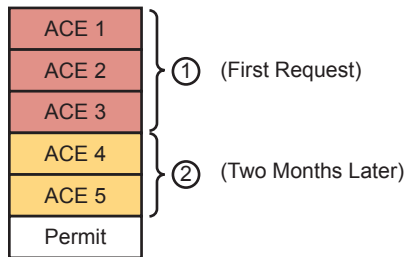 ACE 1
ACE 2
ACE 3
ACE 4
ACE 5
Permit
1 (First Request)
2 (Two Months Later)